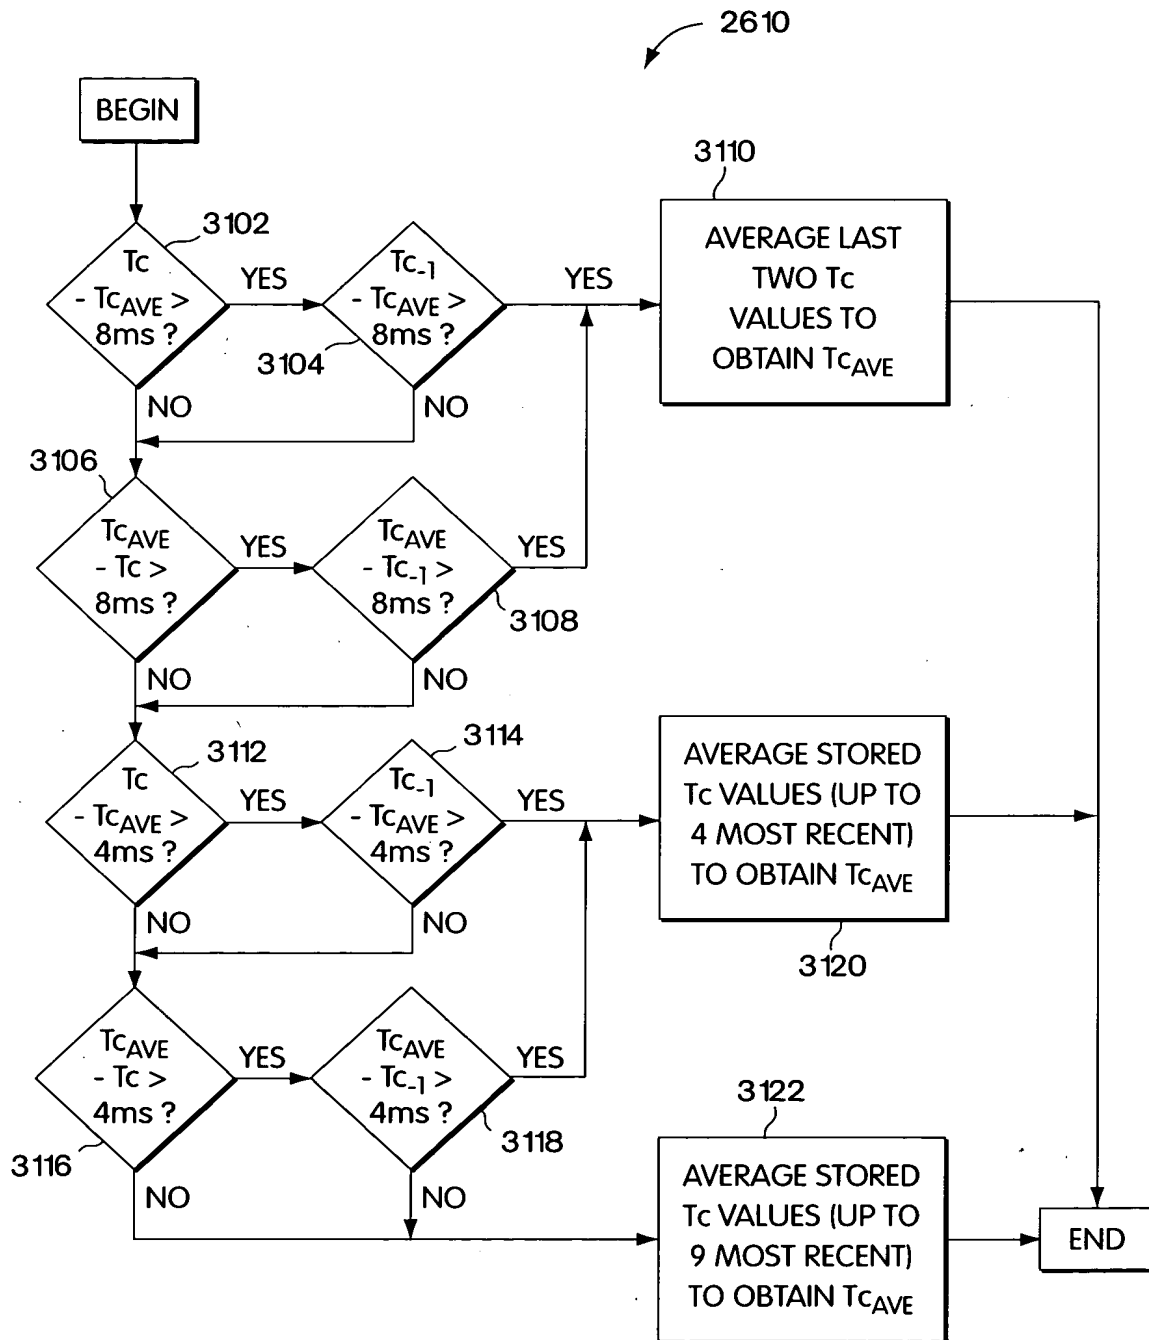 2610
BEGIN
3102
Tc
- TcAVE >
8ms ?
YES
NO
Tc-1
- TcAVE >
8ms ?
3104
YES
NO
3110
AVERAGE LAST
TWO Tc
VALUES TO
OBTAIN TcAVE
3106
TcAVE
- Tc >
8ms ?
YES
NO
TcAVE
- Tc-1 >
8ms ?
YES
3108
NO
3112
Tc
- TcAVE >
4ms ?
YES
NO
3114
Tc-1
- TcAVE >
4ms ?
YES
NO
AVERAGE STORED
Tc VALUES (UP TO
4 MOST RECENT)
TO OBTAIN TcAVE
3120
TcAVE
- Tc >
4ms ?
3116
YES
NO
TcAVE
- Tc-1 >
4ms ?
YES
3118
NO
3122
AVERAGE STORED
Tc VALUES (UP TO
9 MOST RECENT)
TO OBTAIN TcAVE
END